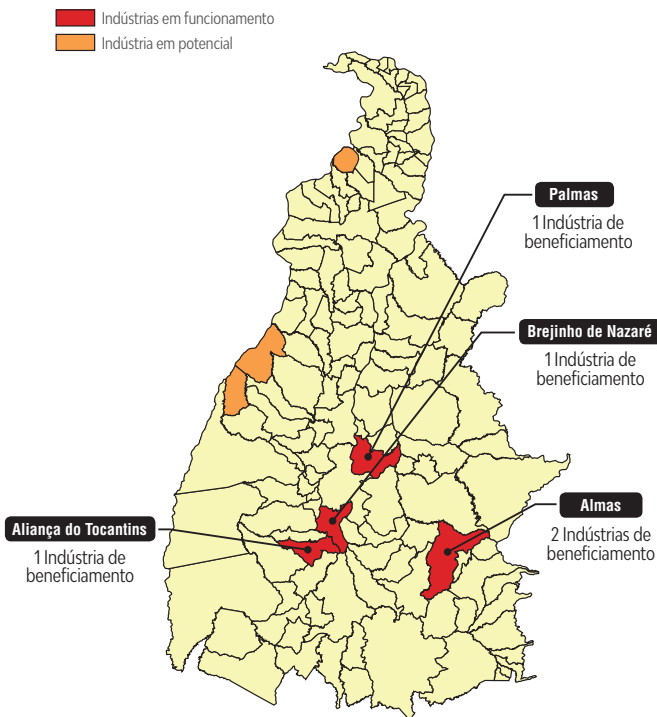 Indústrias em funcionamento
Indústria em potencial
Palmas
1 Indústria de
beneficiamento
Brejinho de Nazaré
1 Indústria de
beneficiamento
Almas
2 Indústrias de
beneficiamento
Aliança do Tocantins
1 Indústria de
beneficiamento